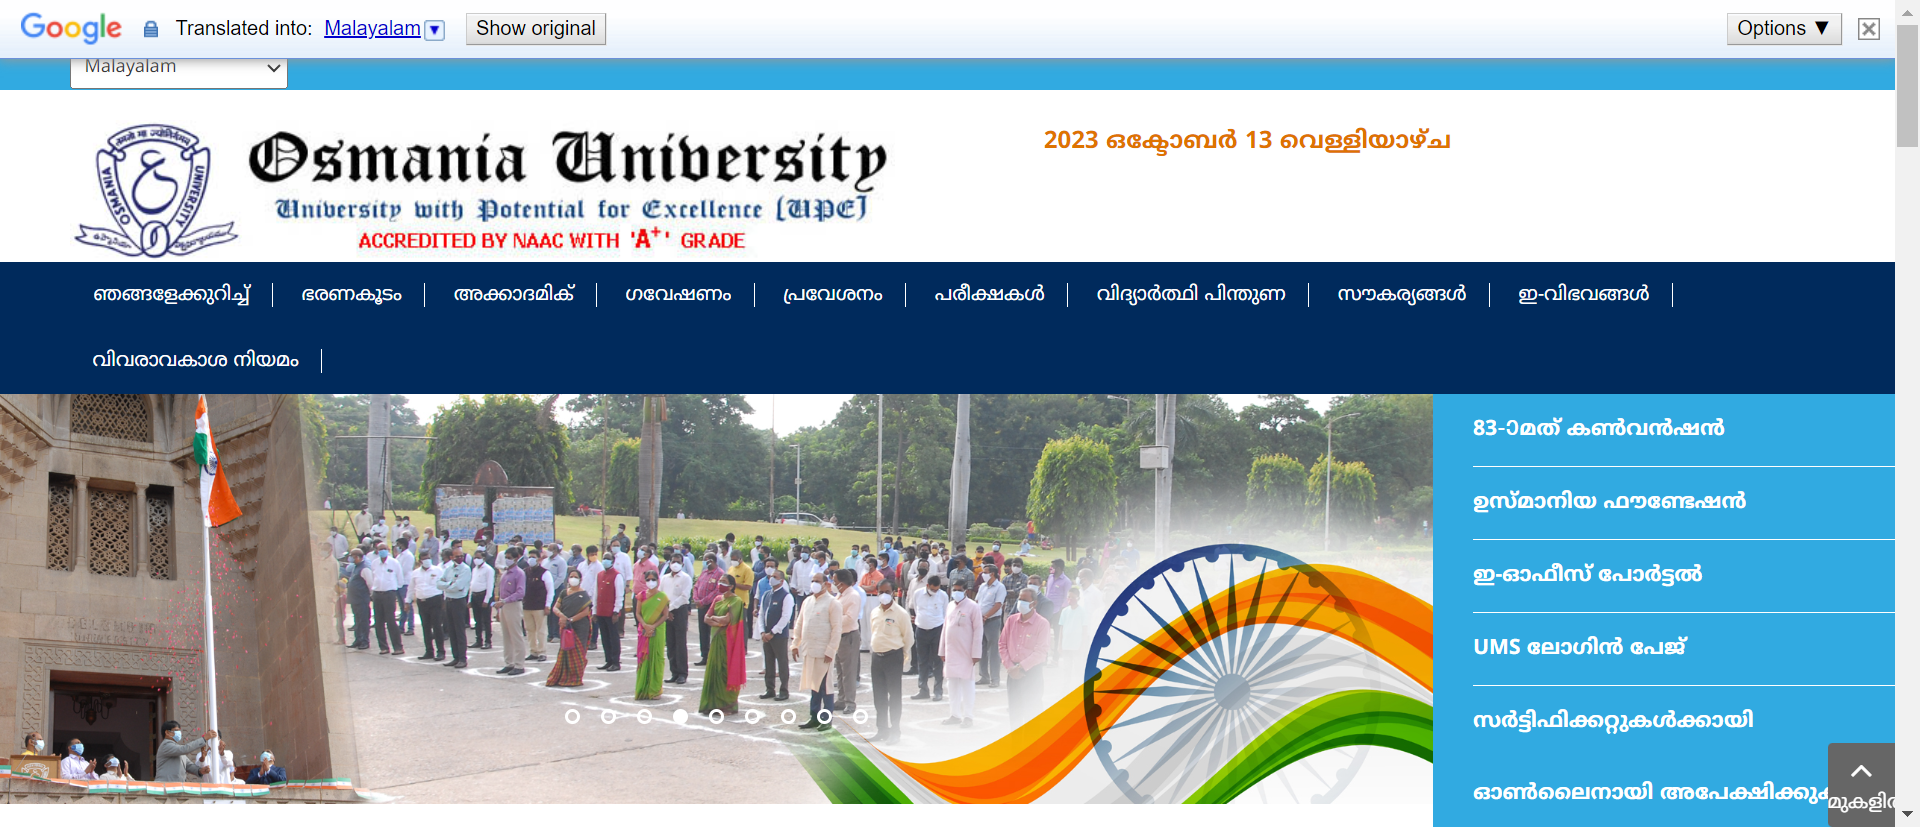 Google Translated into: Malayalam ▼ Show original Options ▼
Malayalam
Osmania University
University with Potential for Excellence [UPE]
ACCREDITED BY NAAC WITH 'A+' GRADE
OSMANIA UNIVERSITY
2023 ഒക്ടോബർ 13 വെള്ളിയാഴ്ച
ഞങ്ങളേക്കുറിച്ച് ഭരണകൂടം അക്കാദമിക് ഗവേഷണം പ്രവേശനം പരീക്ഷകൾ വിദ്യാർത്ഥി പിന്തുണ സൗകര്യങ്ങൾ ഇ-വിഭവങ്ങൾ
വിവരാവകാശ നിയമം
83-ാമത് കൺവൻഷൻ
ഉസ്മാനിയ ഫൗണ്ടേഷൻ
ഇ-ഓഫീസ് പോർട്ടൽ
UMS ലോഗിൻ പേജ്
സർട്ടിഫിക്കറ്റുകൾക്കായി
ഓൺലൈനായി